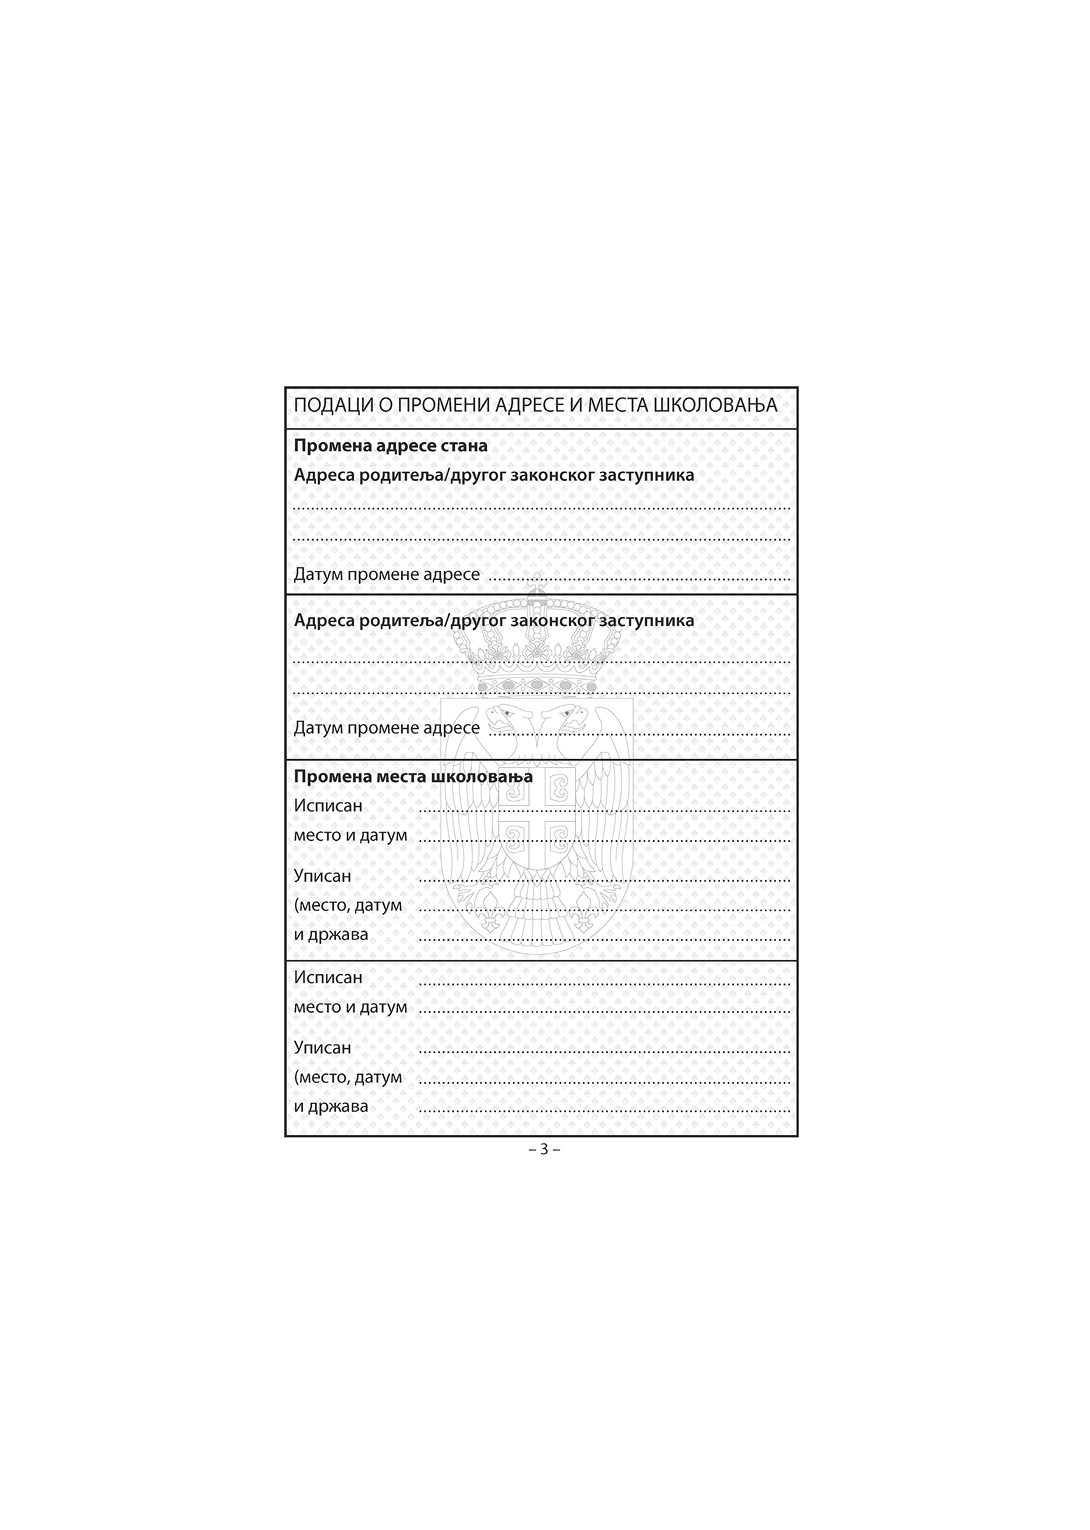 ПОДАЦИ О ПРОМЕНИ АДРЕСЕ И МЕСТА ШКОЛОВАЊА
Промена адресе стана
Адреса родитеља/другог законског заступника
Датум промене адресе
Адреса родитеља/другог законског заступника
Датум промене адресе
Промена места школовања
Исписан
место и датум
Уписан
(место, датум
и држава
Исписан
место и датум
Уписан
(место, датум
и држава
– 3 –